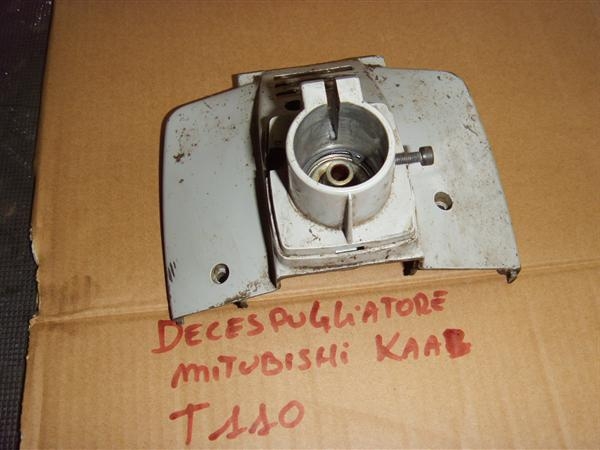 DECESPUGLIATORE
MITUBISHI KAAB
T110